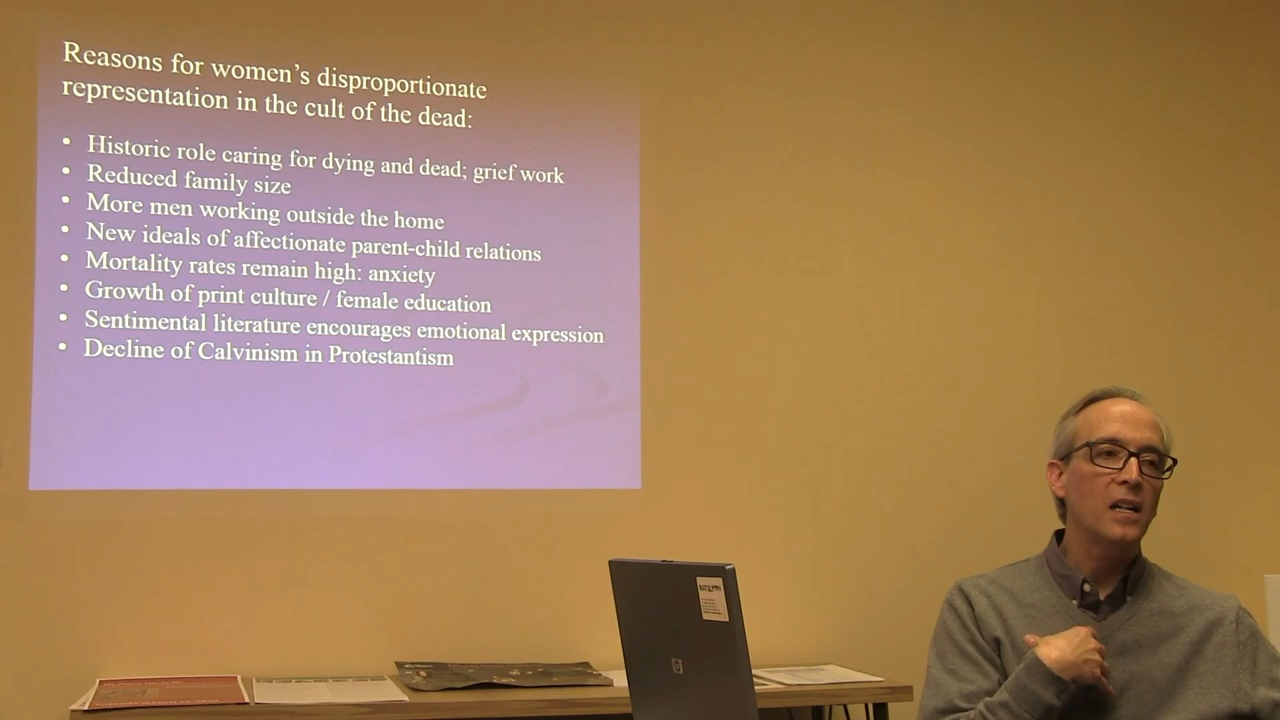 Reasons for women's disproportionate
representation in the cult of the dead:
• Historic role caring for dying and dead; grief work
• Reduced family size
• More men working outside the home
• New ideals of affectionate parent-child relations
• Mortality rates remain high: anxiety
• Growth of print culture / female education
• Sentimental literature encourages emotional expression
• Decline of Calvinism in Protestantism
hp